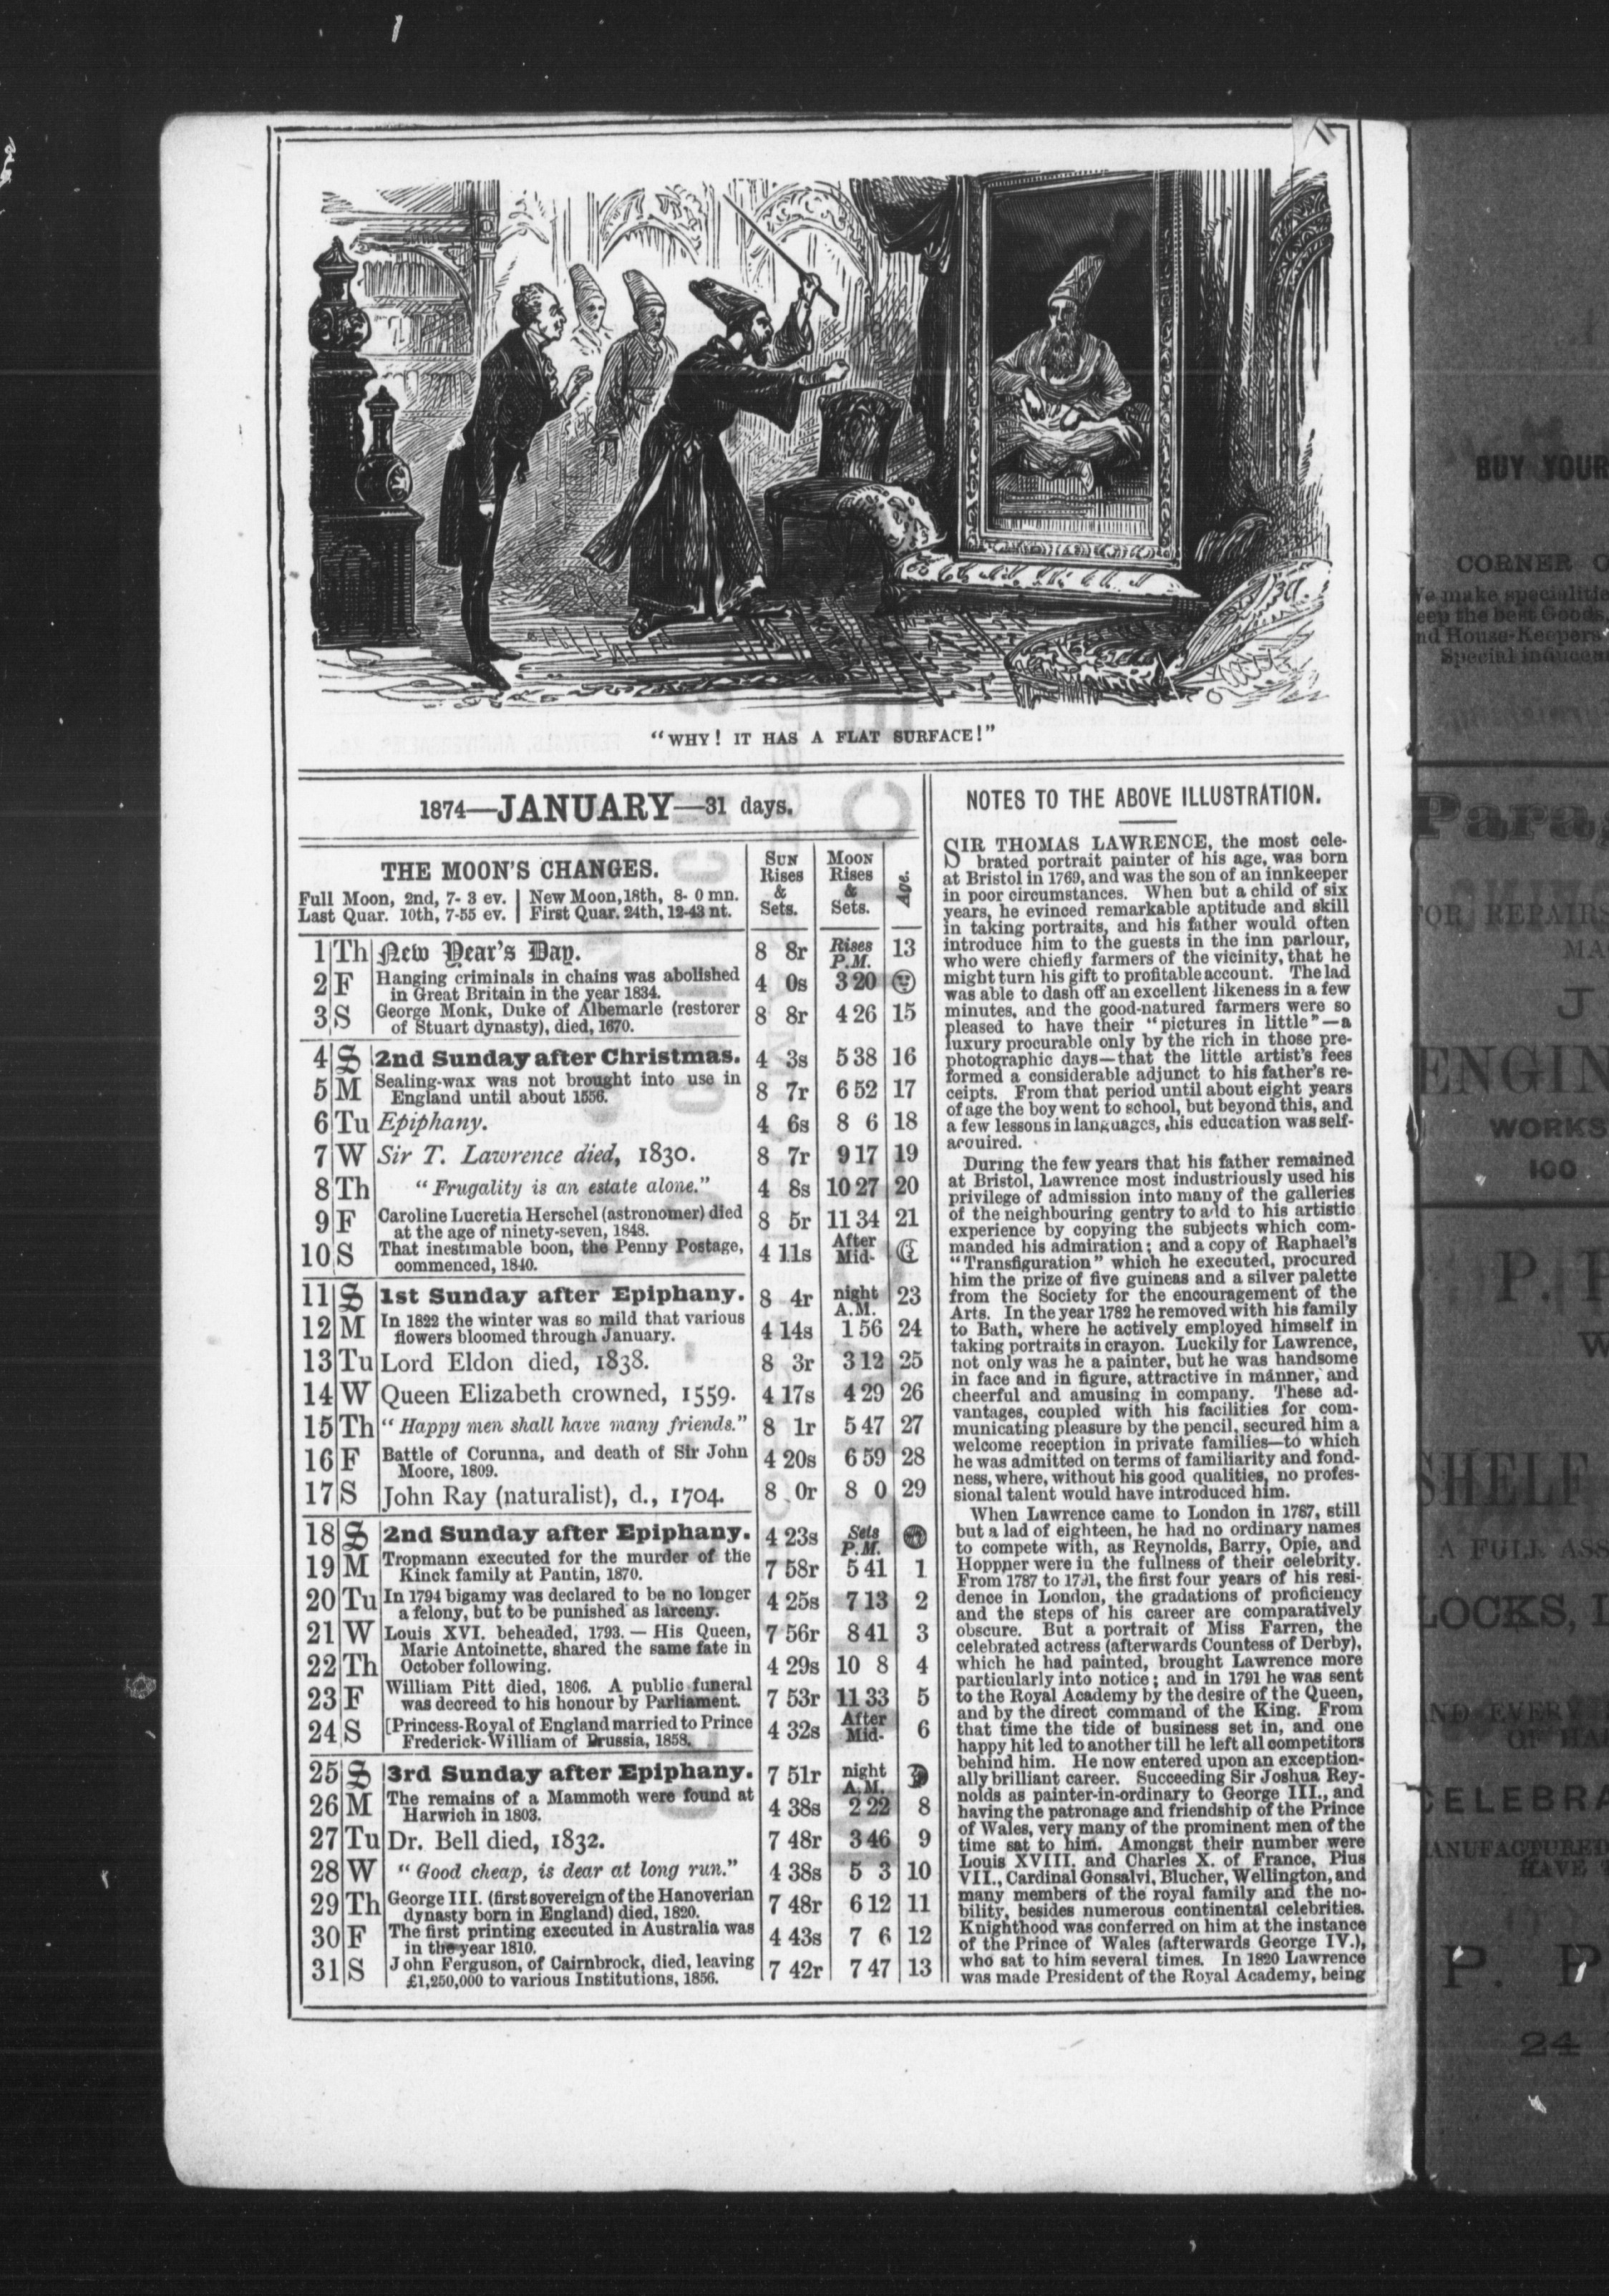 "WHY! IT HAS A FLAT SURFACE!"
1874—JANUARY—31 days.
THE MOON'S CHANGES.
Full Moon, 2nd, 7- 3 ev. | New Moon, 18th, 8- 0 mn.
Last Quar. 10th, 7-55 ev. | First Quar. 24th, 12-43 nt.
Sun Rises & Sets.
Moon Rises & Sets.
Age.
1 Th New Year's Day. 8 8r Rises P.M. 13
2 F Hanging criminals in chains was abolished 4 0s 3 20
in Great Britain in the year 1834.
3 S George Monk, Duke of Albemarle (restorer 8 8r 4 26 15
of Stuart dynasty), died, 1670.
4 S 2nd Sunday after Christmas. 4 3s 5 38 16
5 M Sealing-wax was not brought into use in 8 7r 6 52 17
England until about 1556.
6 Tu Epiphany. 4 6s 8 6 18
7 W Sir T. Lawrence died, 1830. 8 7r 9 17 19
8 Th "Frugality is an estate alone." 4 8s 10 27 20
9 F Caroline Lucretia Herschel (astronomer) died 8 5r 11 34 21
at the age of ninety-seven, 1848.
10 S That inestimable boon, the Penny Postage, 4 11s After Mid-
commenced, 1840.
11 S 1st Sunday after Epiphany. 8 4r night A.M. 23
12 M In 1822 the winter was so mild that various 4 14s 1 56 24
flowers bloomed through January.
13 Tu Lord Eldon died, 1838. 8 3r 3 12 25
14 W Queen Elizabeth crowned, 1559. 4 17s 4 29 26
15 Th "Happy men shall have many friends." 8 1r 5 47 27
16 F Battle of Corunna, and death of Sir John 4 20s 6 59 28
Moore, 1809.
17 S John Ray (naturalist), d., 1704. 8 0r 8 0 29
18 S 2nd Sunday after Epiphany. 4 23s Sets P.M.
19 M Tropmann executed for the murder of the 7 58r 5 41 1
Kinck family at Pantin, 1870.
20 Tu In 1794 bigamy was declared to be no longer 4 25s 7 13 2
a felony, but to be punished as larceny.
21 W Louis XVI. beheaded, 1793. — His Queen, 7 56r 8 41 3
Marie Antoinette, shared the same fate in
22 Th October following. 4 29s 10 8 4
23 F William Pitt died, 1806. A public funeral 7 53r 11 33 5
was decreed to his honour by Parliament.
24 S [Princess-Royal of England married to Prince 4 32s After Mid- 6
Frederick-William of Prussia, 1858.
25 S 3rd Sunday after Epiphany. 7 51r night A.M.
26 M The remains of a Mammoth were found at 4 38s 2 22 8
Harwich in 1803.
27 Tu Dr. Bell died, 1832. 7 48r 3 46 9
28 W "Good cheap, is dear at long run." 4 38s 5 3 10
29 Th George III. (first sovereign of the Hanoverian 7 48r 6 12 11
dynasty born in England) died, 1820.
30 F The first printing executed in Australia was 4 43s 7 6 12
in the year 1810.
31 S John Ferguson, of Cairnbrock, died, leaving 7 42r 7 47 13
£1,250,000 to various Institutions, 1856.
NOTES TO THE ABOVE ILLUSTRATION.
SIR THOMAS LAWRENCE, the most cele-
brated portrait painter of his age, was born
at Bristol in 1769, and was the son of an innkeeper
in poor circumstances. When but a child of six
years, he evinced remarkable aptitude and skill
in taking portraits, and his father would often
introduce him to the guests in the inn parlour,
who were chiefly farmers of the vicinity, that he
might turn his gift to profitable account. The lad
was able to dash off an excellent likeness in a few
minutes, and the good-natured farmers were so
pleased to have their "pictures in little"—a
luxury procurable only by the rich in those pre-
photographic days—that the little artist's fees
formed a considerable adjunct to his father's re-
ceipts. From that period until about eight years
of age the boy went to school, but beyond this, and
a few lessons in languages, his education was self-
acquired.
During the few years that his father remained
at Bristol, Lawrence most industriously used his
privilege of admission into many of the galleries
of the neighbouring gentry to add to his artistic
experience by copying the subjects which com-
manded his admiration; and a copy of Raphael's
"Transfiguration" which he executed, procured
him the prize of five guineas and a silver palette
from the Society for the encouragement of the
Arts. In the year 1782 he removed with his family
to Bath, where he actively employed himself in
taking portraits in crayon. Luckily for Lawrence,
not only was he a painter, but he was handsome
in face and in figure, attractive in manner, and
cheerful and amusing in company. These ad-
vantages, coupled with his facilities for com-
municating pleasure by the pencil, secured him a
welcome reception in private families—to which
he was admitted on terms of familiarity and fond-
ness, where, without his good qualities, no profes-
sional talent would have introduced him.
When Lawrence came to London in 1787, still
but a lad of eighteen, he had no ordinary names
to compete with, as Reynolds, Barry, Opie, and
Hoppner were in the fullness of their celebrity.
From 1787 to 1791, the first four years of his resi-
dence in London, the gradations of proficiency
and the steps of his career are comparatively
obscure. But a portrait of Miss Farren, the
celebrated actress (afterwards Countess of Derby),
which he had painted, brought Lawrence more
particularly into notice; and in 1791 he was sent
to the Royal Academy by the desire of the Queen,
and by the direct command of the King. From
that time the tide of business set in, and one
happy hit led to another till he left all competitors
behind him. He now entered upon an exception-
ally brilliant career. Succeeding Sir Joshua Rey-
nolds as painter-in-ordinary to George III., and
having the patronage and friendship of the Prince
of Wales, very many of the prominent men of the
time sat to him. Amongst their number were
Louis XVIII. and Charles X. of France, Pius
VII., Cardinal Gonsalvi, Blucher, Wellington, and
many members of the royal family and the no-
bility, besides numerous continental celebrities.
Knighthood was conferred on him at the instance
of the Prince of Wales (afterwards George IV.),
who sat to him several times. In 1820 Lawrence
was made President of the Royal Academy, being
BUY YOUR
CORNER O
We make specialitie
eep the best Goods,
nd House-Keepers
Special
Para
FOR REPAIRS
MA
J
ENGIN
WORKS
100
P. P
W
SHELF
A FULL ASS
LOCKS,
ND EVERY
OF HA
CELEBRA
MANUFACTURED
HAVE
P. P
24